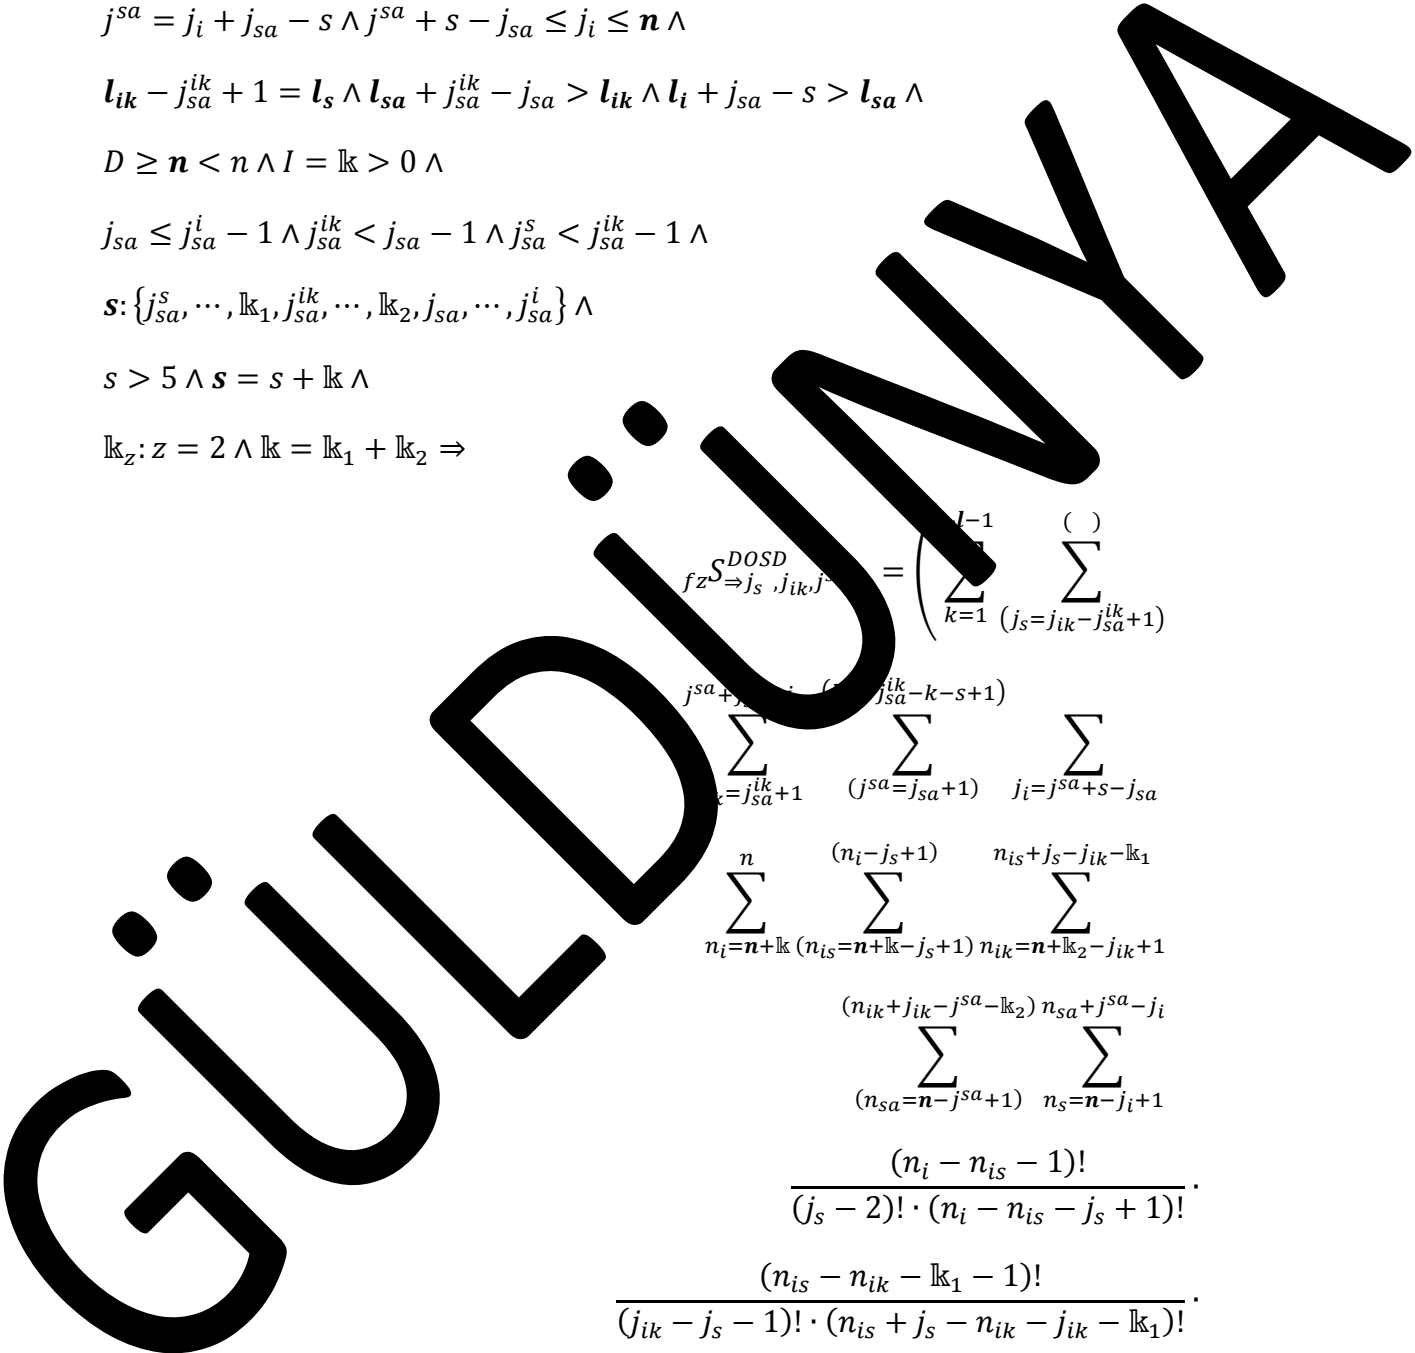 j^{sa} = j_i + j_{sa} − s ∧ j^{sa} + s − j_{sa} ≤ j_i ≤ 𝒏 ∧
𝒍_{𝒊𝒌} − j_{sa}^{ik} + 1 = 𝒍_𝒔 ∧ 𝒍_{𝒔𝒂} + j_{sa}^{ik} − j_{sa} > 𝒍_{𝒊𝒌} ∧ 𝒍_𝒊 + j_{sa} − s > 𝒍_{𝒔𝒂} ∧
D ≥ 𝒏 < n ∧ I = 𝕜 > 0 ∧
j_{sa} ≤ j_{sa}^{i} − 1 ∧ j_{sa}^{ik} < j_{sa} − 1 ∧ j_{sa}^{s} < j_{sa}^{ik} − 1 ∧
𝒔: {j_{sa}^{s}, ⋯, 𝕜_1, j_{sa}^{ik}, ⋯, 𝕜_2, j_{sa}, ⋯, j_{sa}^{i}} ∧
s > 5 ∧ 𝒔 = s + 𝕜 ∧
𝕜_z: z = 2 ∧ 𝕜 = 𝕜_1 + 𝕜_2 ⇒
𝒍−1 ( )
_{fz}S^{DOSD}_{⇒j_s ,j_{ik},j} = ( ∑ ∑
k=1 (j_s=j_{ik}−j_{sa}^{ik}+1)
j^{sa}+ j_{sa}^{ik}−k−s+1)
∑ ∑ ∑
=j_{sa}^{ik}+1 (j^{sa}=j_{sa}+1) j_i=j^{sa}+s−j_{sa}
n (n_i−j_s+1) n_{is}+j_s−j_{ik}−𝕜_1
∑ ∑ ∑
n_i=𝒏+𝕜 (n_{is}=𝒏+𝕜−j_s+1) n_{ik}=𝒏+𝕜_2−j_{ik}+1
(n_{ik}+j_{ik}−j^{sa}−𝕜_2) n_{sa}+j^{sa}−j_i
∑ ∑
(n_{sa}=𝒏−j^{sa}+1) n_s=𝒏−j_i+1
(n_i − n_{is} − 1)!
(j_s − 2)! · (n_i − n_{is} − j_s + 1)! ·
(n_{is} − n_{ik} − 𝕜_1 − 1)!
(j_{ik} − j_s − 1)! · (n_{is} + j_s − n_{ik} − j_{ik} − 𝕜_1)! ·
GÜLDÜNYA